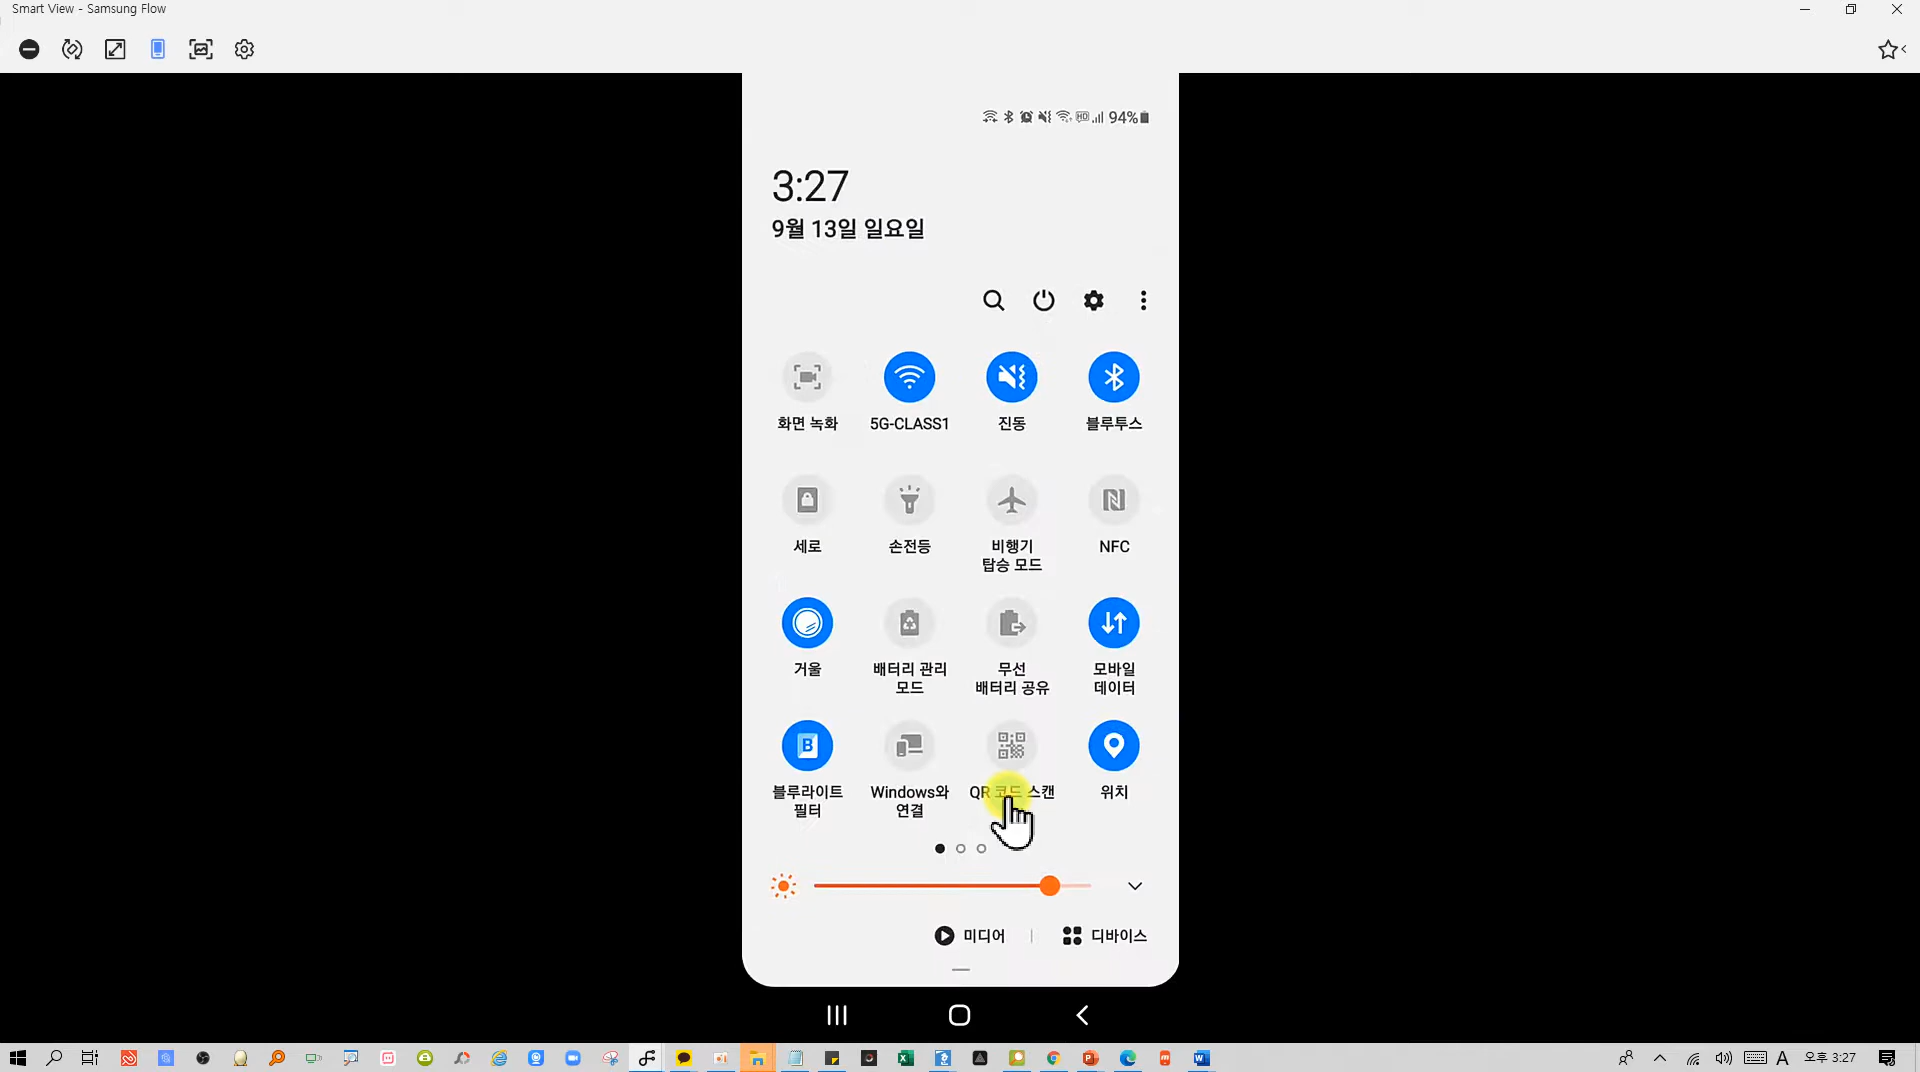 Smart View - Samsung Flow
94%
3:27
9월 13일 일요일
화면 녹화
5G-CLASS1
진동
블루투스
세로
손전등
비행기
탑승 모드
NFC
거울
배터리 관리
모드
무선
배터리 공유
모바일
데이터
블루라이트
필터
Windows와
연결
QR 코드 스캔
위치
미디어
디바이스
A
오후 3:27